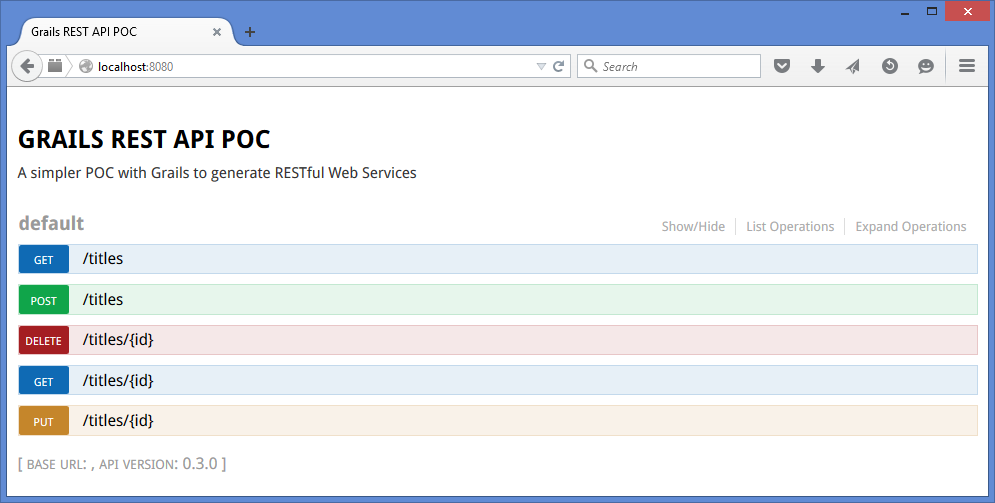 Grails REST API POC
localhost:8080
Search
GRAILS REST API POC
A simpler POC with Grails to generate RESTful Web Services
default
Show/Hide List Operations Expand Operations
GET /titles
POST /titles
DELETE /titles/{id}
GET /titles/{id}
PUT /titles/{id}
[ BASE URL: , API VERSION: 0.3.0 ]